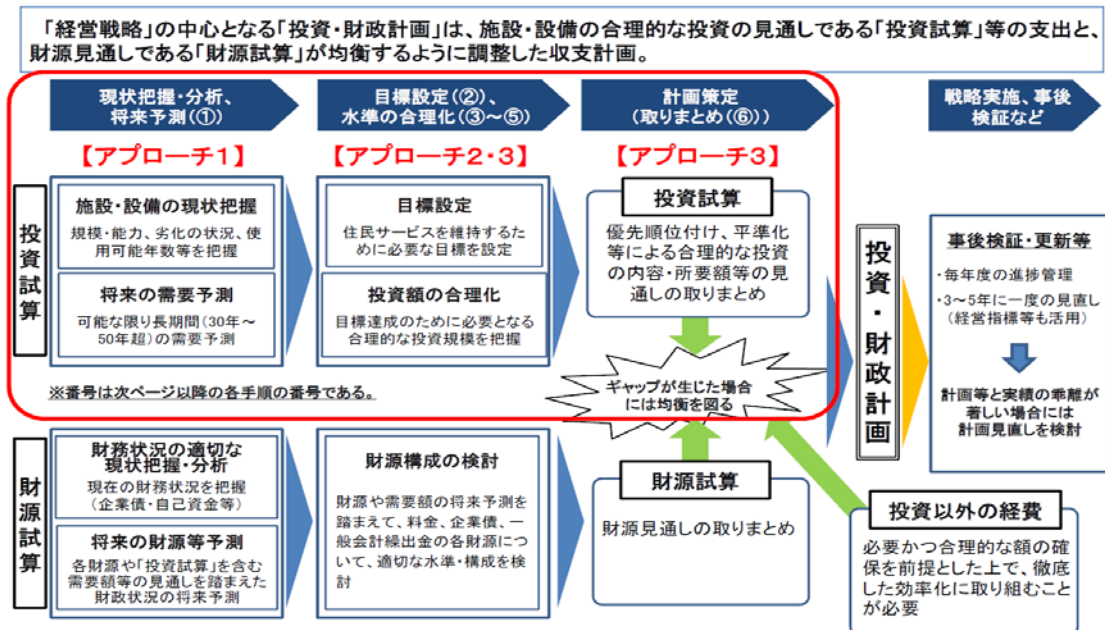 「経営戦略」の中心となる「投資・財政計画」は、施設・設備の合理的な投資の見通しである「投資試算」等の支出と、
財源見通しである「財源試算」が均衡するように調整した収支計画。
現状把握・分析、
将来予測(①)
目標設定(②)、
水準の合理化(③～⑤)
計画策定
(取りまとめ(⑥))
戦略実施、事後
検証など
【アプローチ1】
【アプローチ2・3】
【アプローチ3】
投資試算
施設・設備の現状把握
規模・能力、劣化の状況、使
用可能年数等を把握
将来の需要予測
可能な限り長期間(30年～
50年超)の需要予測
目標設定
住民サービスを維持するた
めに必要な目標を設定
投資額の合理化
目標達成のために必要となる
合理的な投資規模を把握
投資試算
優先順位付け、平準化
等による合理的な投資
の内容・所要額等の見
通しの取りまとめ
※番号は次ページ以降の各手順の番号である。
ギャップが生じた場合
には均衡を図る
投資・財政計画
事後検証・更新等
・毎年度の進捗管理
・3～5年に一度の見直し
(経営指標等も活用)
計画等と実績の乖離が
著しい場合には
計画見直しを検討
財源試算
財務状況の適切な
現状把握・分析
現在の財務状況を把握
(企業債・自己資金等)
将来の財源等予測
各財源や「投資試算」を含む
需要額等の見通しを踏まえた
財政状況の将来予測
財源構成の検討
財源や需要額の将来予測を
踏まえて、料金、企業債、一
般会計繰出金の各財源につ
いて、適切な水準・構成を検
討
財源試算
財源見通しの取りまとめ
投資以外の経費
必要かつ合理的な額の確
保を前提とした上で、徹底
した効率化に取り組むこと
が必要